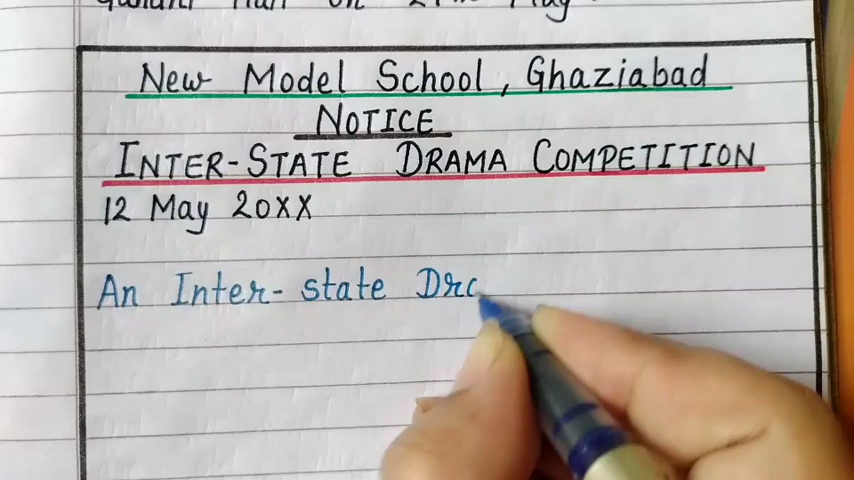 New Model School, Ghaziabad
NOTICE
INTER-STATE DRAMA COMPETITION
12 May 20XX
An Inter-state Dra